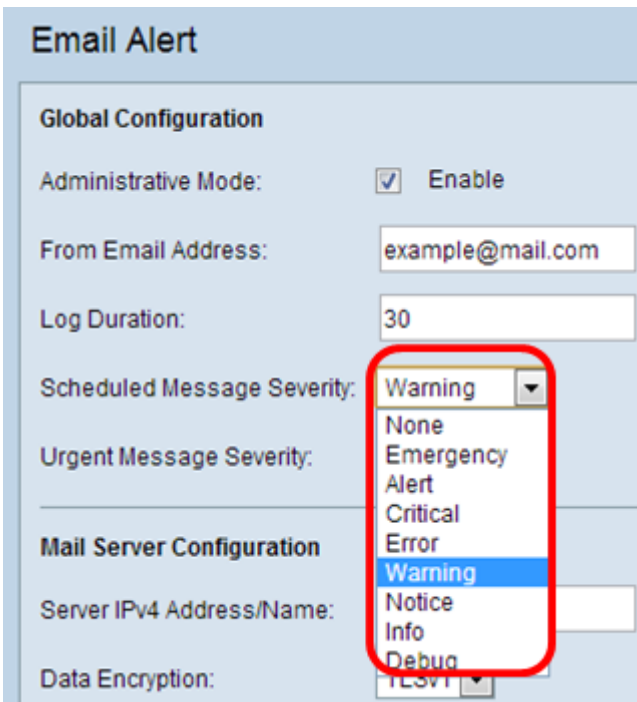 Email Alert
Global Configuration
Administrative Mode: Enable
From Email Address: example@mail.com
Log Duration: 30
Scheduled Message Severity: Warning
None
Emergency
Alert
Critical
Error
Warning
Notice
Info
Debug
Urgent Message Severity:
Mail Server Configuration
Server IPv4 Address/Name:
Data Encryption: